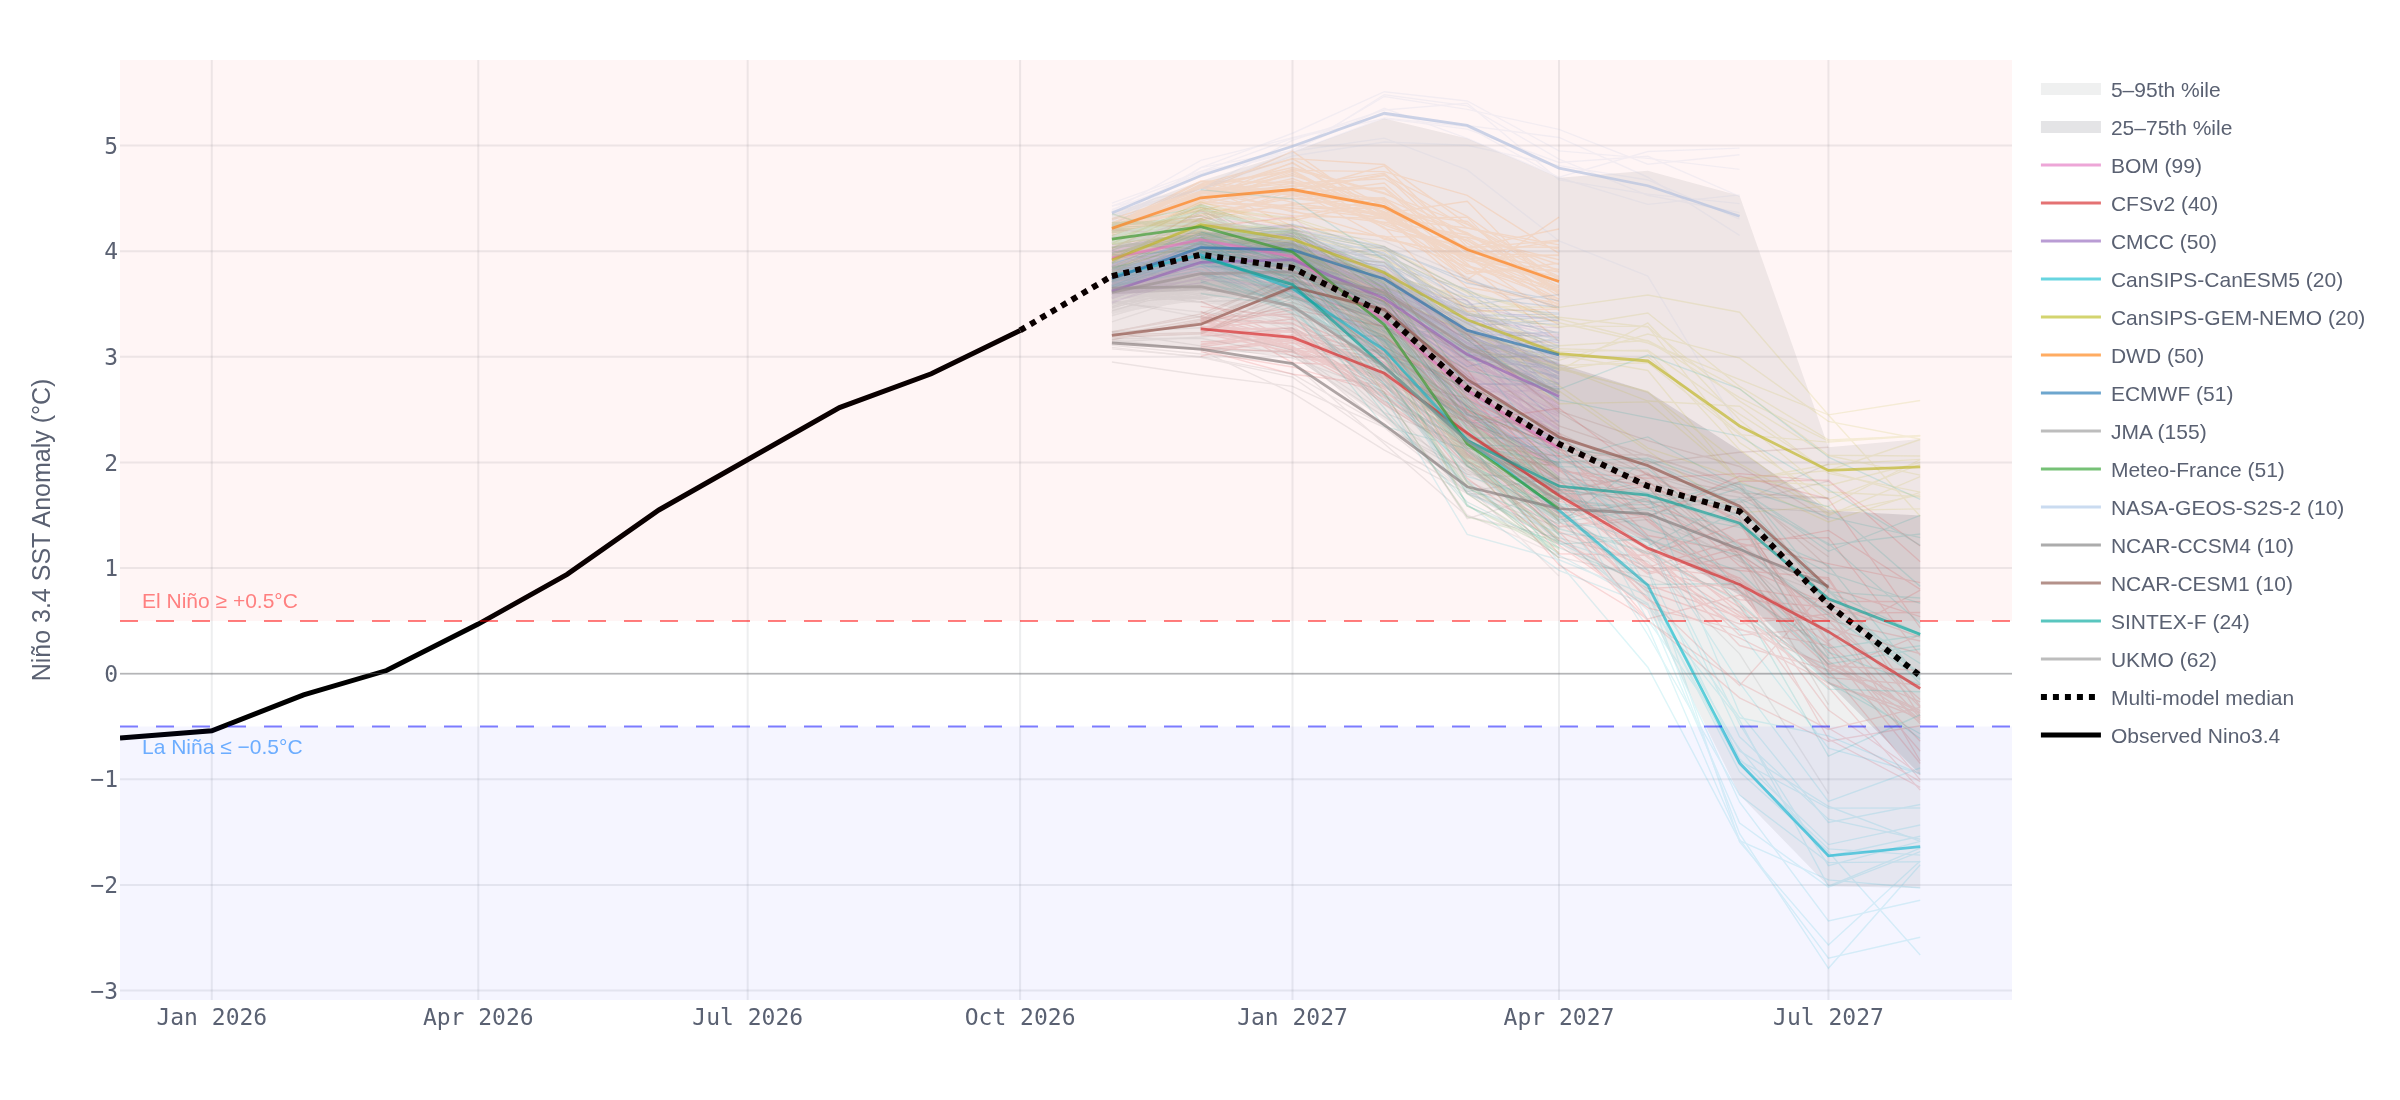 Niño 3.4 SST Anomaly (°C)
5
4
3
2
1
0
−1
−2
−3
El Niño ≥ +0.5°C
La Niña ≤ −0.5°C
Jan 2026
Apr 2026
Jul 2026
Oct 2026
Jan 2027
Apr 2027
Jul 2027
5–95th %ile
25–75th %ile
BOM (99)
CFSv2 (40)
CMCC (50)
CanSIPS-CanESM5 (20)
CanSIPS-GEM-NEMO (20)
DWD (50)
ECMWF (51)
JMA (155)
Meteo-France (51)
NASA-GEOS-S2S-2 (10)
NCAR-CCSM4 (10)
NCAR-CESM1 (10)
SINTEX-F (24)
UKMO (62)
Multi-model median
Observed Nino3.4